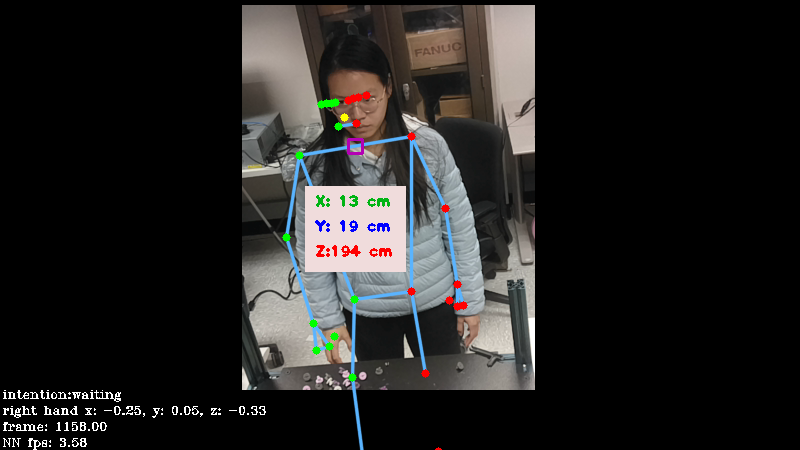 FANUC
X: 13 cm
Y: 19 cm
Z:194 cm
intention:waiting
right hand x: -0.25, y: 0.05, z: -0.33
frame: 1158.00
NN fps: 3.58